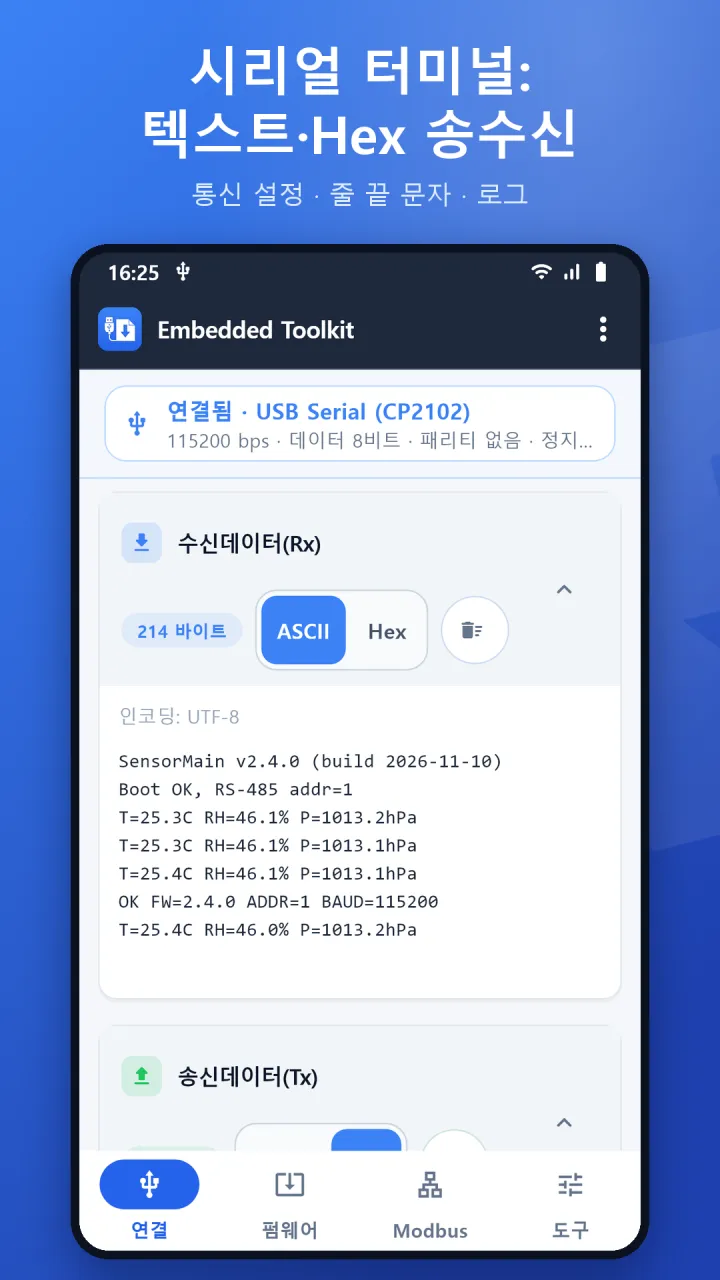 시리얼 터미널:
텍스트·Hex 송수신
통신 설정 · 줄 끝 문자 · 로그
16:25
Embedded Toolkit
연결됨 · USB Serial (CP2102)
115200 bps · 데이터 8비트 · 패리티 없음 · 정지...
수신데이터(Rx)
214 바이트 ASCII Hex
인코딩: UTF-8
SensorMain v2.4.0 (build 2026-11-10)
Boot OK, RS-485 addr=1
T=25.3C RH=46.1% P=1013.2hPa
T=25.3C RH=46.1% P=1013.1hPa
T=25.4C RH=46.1% P=1013.1hPa
OK FW=2.4.0 ADDR=1 BAUD=115200
T=25.4C RH=46.0% P=1013.2hPa
송신데이터(Tx)
연결 펌웨어 Modbus 도구